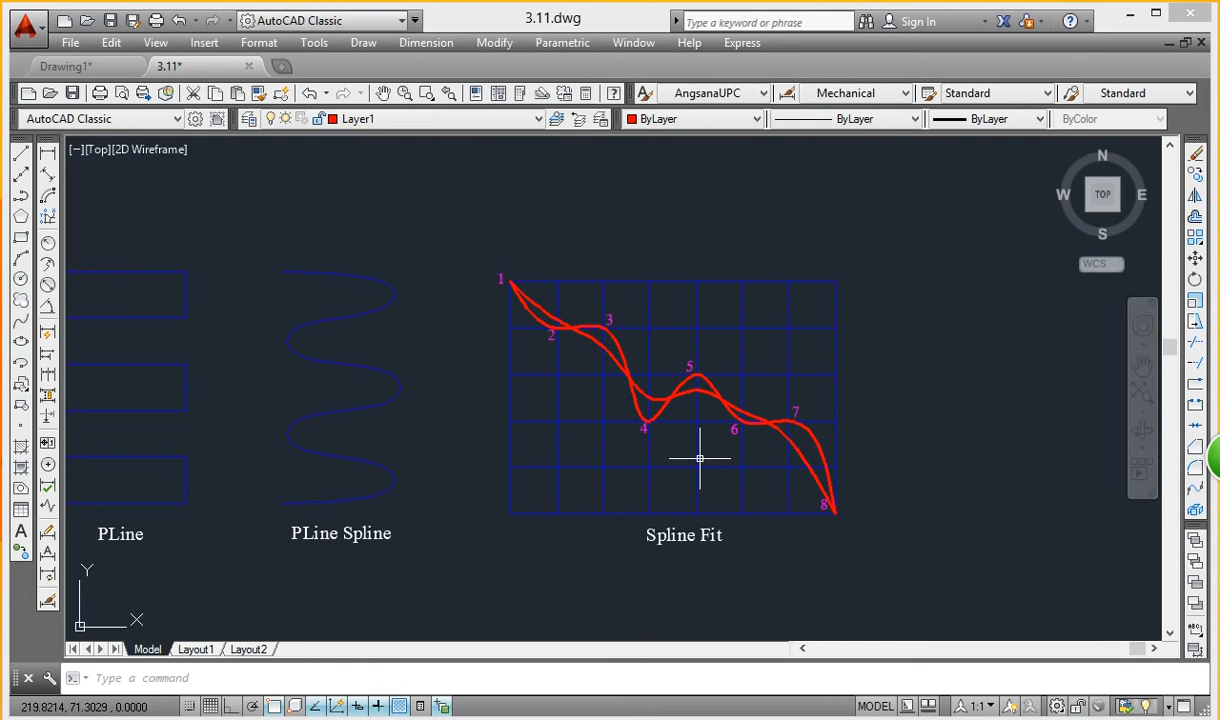 AutoCAD Classic
3.11.dwg
Type a keyword or phrase
Sign In
File Edit View Insert Format Tools Draw Dimension Modify Parametric Window Help Express
Drawing1*
3.11*
AngsanaUPC
Mechanical
Standard
Standard
AutoCAD Classic
Layer1
ByLayer
ByLayer
ByLayer
ByColor
[−][Top][2D Wireframe]
N
W
TOP
E
S
WCS
1
2
3
4
5
6
7
8
PLine
PLine Spline
Spline Fit
Y
X
Model
Layout1
Layout2
Type a command
219.8214, 71.3029, 0.0000
MODEL
1:1